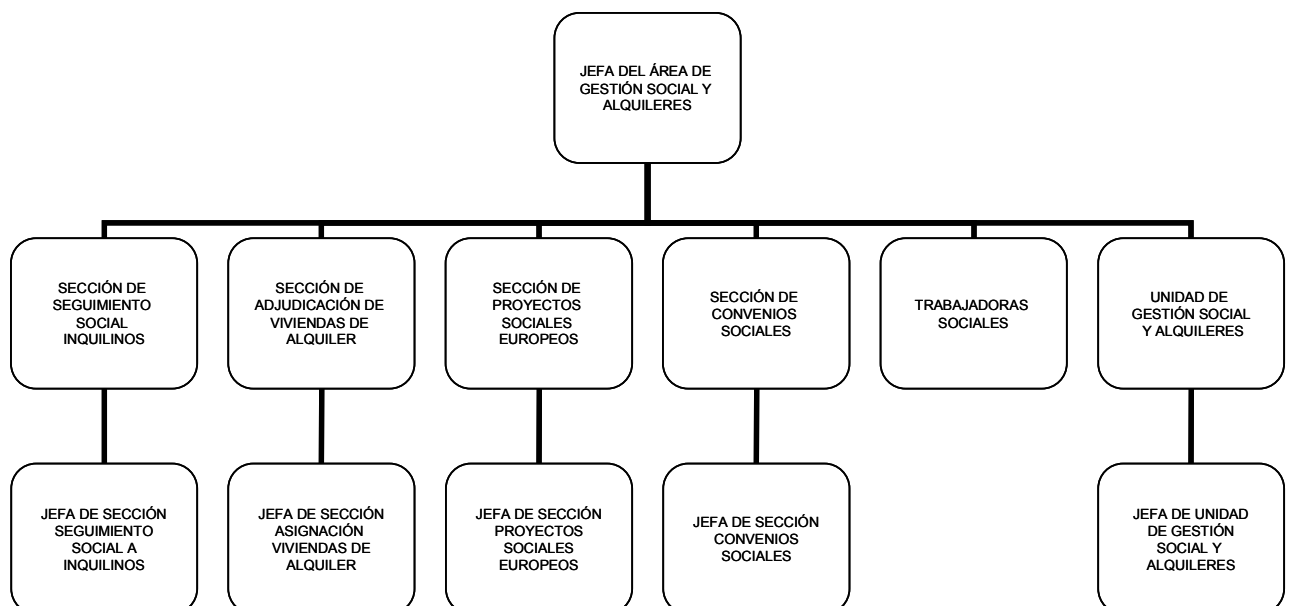 JEFA DEL ÁREA DE
GESTIÓN SOCIAL Y
ALQUILERES
SECCIÓN DE
SEGUIMIENTO
SOCIAL
INQUILINOS
SECCIÓN DE
ADJUDICACIÓN DE
VIVIENDAS DE
ALQUILER
SECCIÓN DE
PROYECTOS
SOCIALES
EUROPEOS
SECCIÓN DE
CONVENIOS
SOCIALES
TRABAJADORAS
SOCIALES
UNIDAD DE
GESTIÓN SOCIAL
Y ALQUILERES
JEFA DE SECCIÓN
SEGUIMIENTO
SOCIAL A
INQUILINOS
JEFA DE SECCIÓN
ASIGNACIÓN
VIVIENDAS DE
ALQUILER
JEFA DE SECCIÓN
PROYECTOS
SOCIALES
EUROPEOS
JEFA DE SECCIÓN
CONVENIOS
SOCIALES
JEFA DE UNIDAD
DE GESTIÓN
SOCIAL Y
ALQUILERES